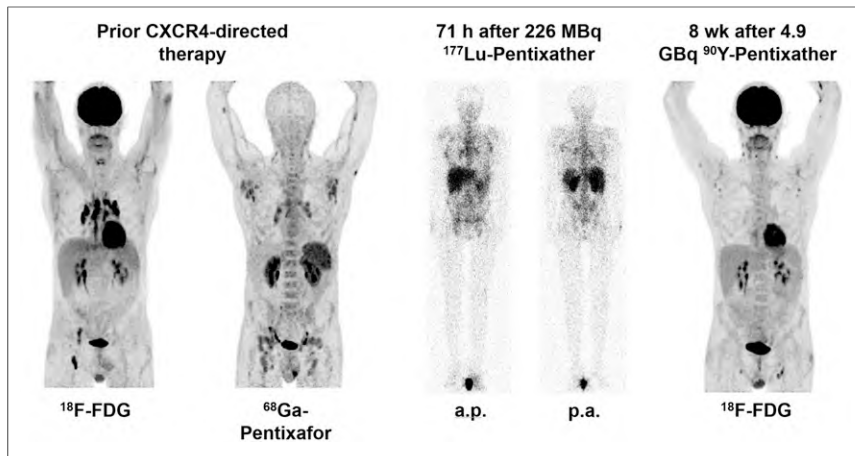 Prior CXCR4-directed
therapy
71 h after 226 MBq
¹⁷⁷Lu-Pentixather
8 wk after 4.9
GBq ⁹⁰Y-Pentixather
¹⁸F-FDG
⁶⁸Ga-
Pentixafor
a.p.
p.a.
¹⁸F-FDG